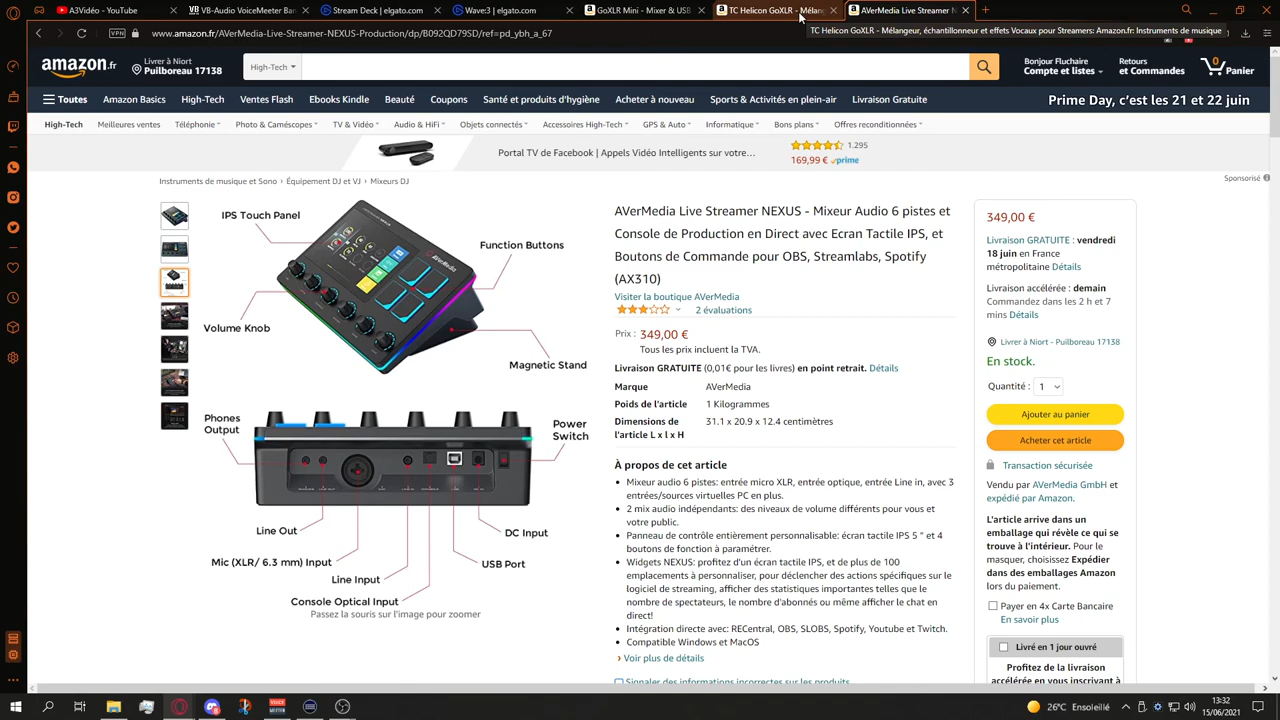 A3Vidéo - YouTube
VB-Audio VoiceMeeter Ban
Stream Deck | elgato.com
Wave3 | elgato.com
GoXLR Mini - Mixer & USB
TC Helicon GoXLR - Mélang
AVerMedia Live Streamer N
VPN
www.amazon.fr/AVerMedia-Live-Streamer-NEXUS-Production/dp/B092QD79SD/ref=pd_ybh_a_67
TC Helicon GoXLR - Mélangeur, échantillonneur et effets Vocaux pour Streamers: Amazon.fr: Instruments de musique
amazon.fr
Livrer à Niort -
Puilboreau 17138
High-Tech
Bonjour Fluchaire
Compte et listes
Retours
et Commandes
0
Panier
Toutes
Amazon Basics
High-Tech
Ventes Flash
Ebooks Kindle
Beauté
Coupons
Santé et produits d'hygiène
Acheter à nouveau
Sports & Activités en plein-air
Livraison Gratuite
Prime Day, c'est les 21 et 22 juin
High-Tech
Meilleures ventes
Téléphonie
Photo & Caméscopes
TV & Vidéo
Audio & HiFi
Objets connectés
Accessoires High-Tech
GPS & Auto
Informatique
Bons plans
Offres reconditionnées
Portal TV de Facebook | Appels Vidéo Intelligents sur votre…
1.295
169,99 € prime
Sponsorisé
Instruments de musique et Sono › Équipement DJ et VJ › Mixeurs DJ
IPS Touch Panel
Function Buttons
AVerMedia
Volume Knob
Magnetic Stand
Phones
Output
Power
Switch
Line Out
DC Input
Mic (XLR/ 6.3 mm) Input
USB Port
Line Input
Console Optical Input
Passez la souris sur l'image pour zoomer
AVerMedia Live Streamer NEXUS - Mixeur Audio 6 pistes et
Console de Production en Direct avec Ecran Tactile IPS, et
Boutons de Commande pour OBS, Streamlabs, Spotify
(AX310)
Visiter la boutique AVerMedia
2 évaluations
Prix : 349,00 €
Tous les prix incluent la TVA.
Livraison GRATUITE (0,01€ pour les livres) en point retrait. Détails
Marque AVerMedia
Poids de l'article 1 Kilogrammes
Dimensions de 31.1 x 20.9 x 12.4 centimètres
l'article L x l x H
À propos de cet article
• Mixeur audio 6 pistes: entrée micro XLR, entrée optique, entrée Line in, avec 3
entrées/sources virtuelles PC en plus.
• 2 mix audio indépendants: des niveaux de volume différents pour vous et
votre public.
• Panneau de contrôle entièrement personnalisable: écran tactile IPS 5 " et 4
boutons de fonction à paramétrer.
• Widgets NEXUS: profitez d'un écran tactile IPS, et de plus de 100
emplacements à personnaliser, pour déclencher des actions spécifiques sur le
logiciel de streaming, afficher des statistiques importantes telles que le
nombre de spectateurs, le nombre d'abonnés ou même afficher le chat en
direct!
• Intégration directe avec: RECentral, OBS, SLOBS, Spotify, Youtube et Twitch.
• Compatible Windows et MacOS
› Voir plus de détails
Signaler des informations incorrectes sur les produits
349,00 €
Livraison GRATUITE : vendredi
18 juin en France
métropolitaine Détails
Livraison accélérée : demain
Commandez dans les 2 h et 7
mins Détails
Livrer à Niort - Puilboreau 17138
En stock.
Quantité : 1
Ajouter au panier
Acheter cet article
Transaction sécurisée
Vendu par AVerMedia GmbH et
expédié par Amazon.
L'article arrive dans un
emballage qui révèle ce qui se
trouve à l'intérieur. Pour le
masquer, choisissez Expédier
dans des emballages Amazon
lors du paiement.
Payer en 4x Carte Bancaire
En savoir plus
Livré en 1 jour ouvré
Profitez de la livraison
accélérée en vous inscrivant à
26°C Ensoleillé
13:32
15/06/2021